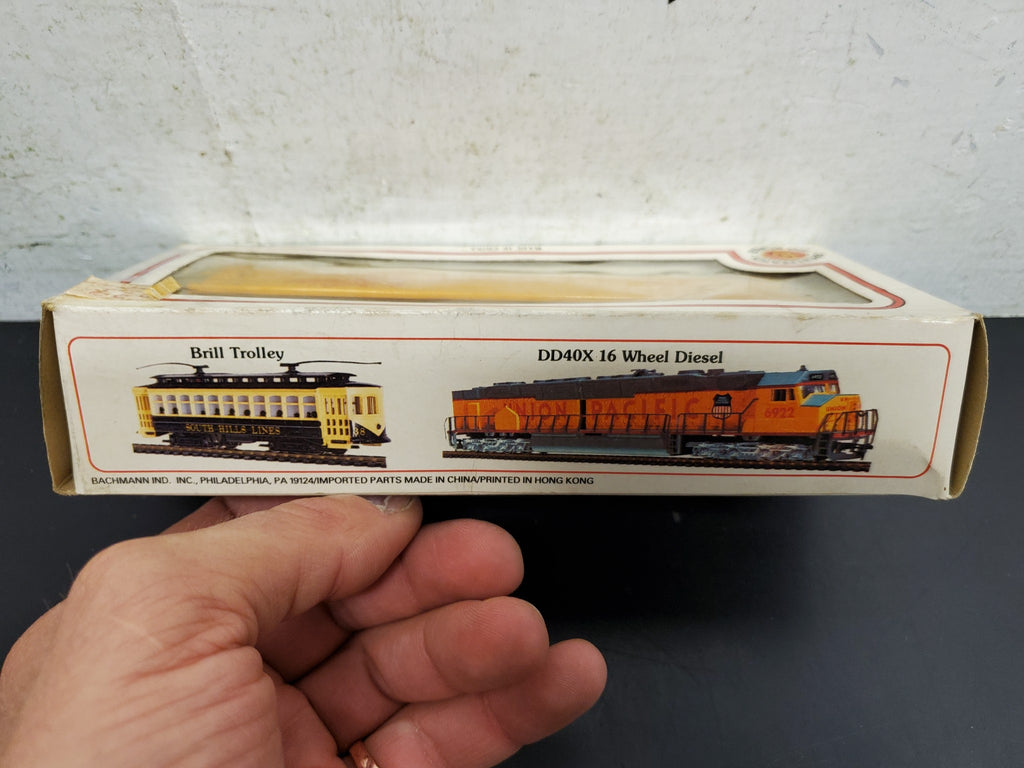 Brill Trolley
DD40X 16 Wheel Diesel
SOUTH HILLS LINES
UNION PACIFIC
6922
BACHMANN IND. INC., PHILADELPHIA, PA 19124/IMPORTED PARTS MADE IN CHINA/PRINTED IN HONG KONG